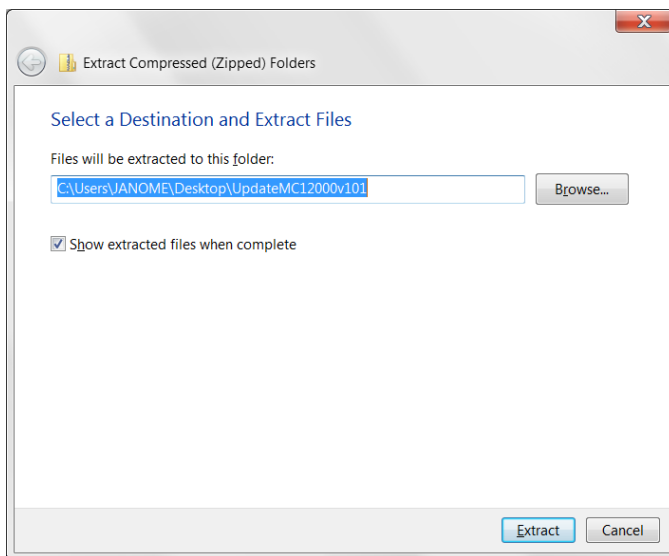 Extract Compressed (Zipped) Folders
Select a Destination and Extract Files
Files will be extracted to this folder:
C:\Users\JANOME\Desktop\UpdateMC12000v101
Browse...
Show extracted files when complete
Extract
Cancel